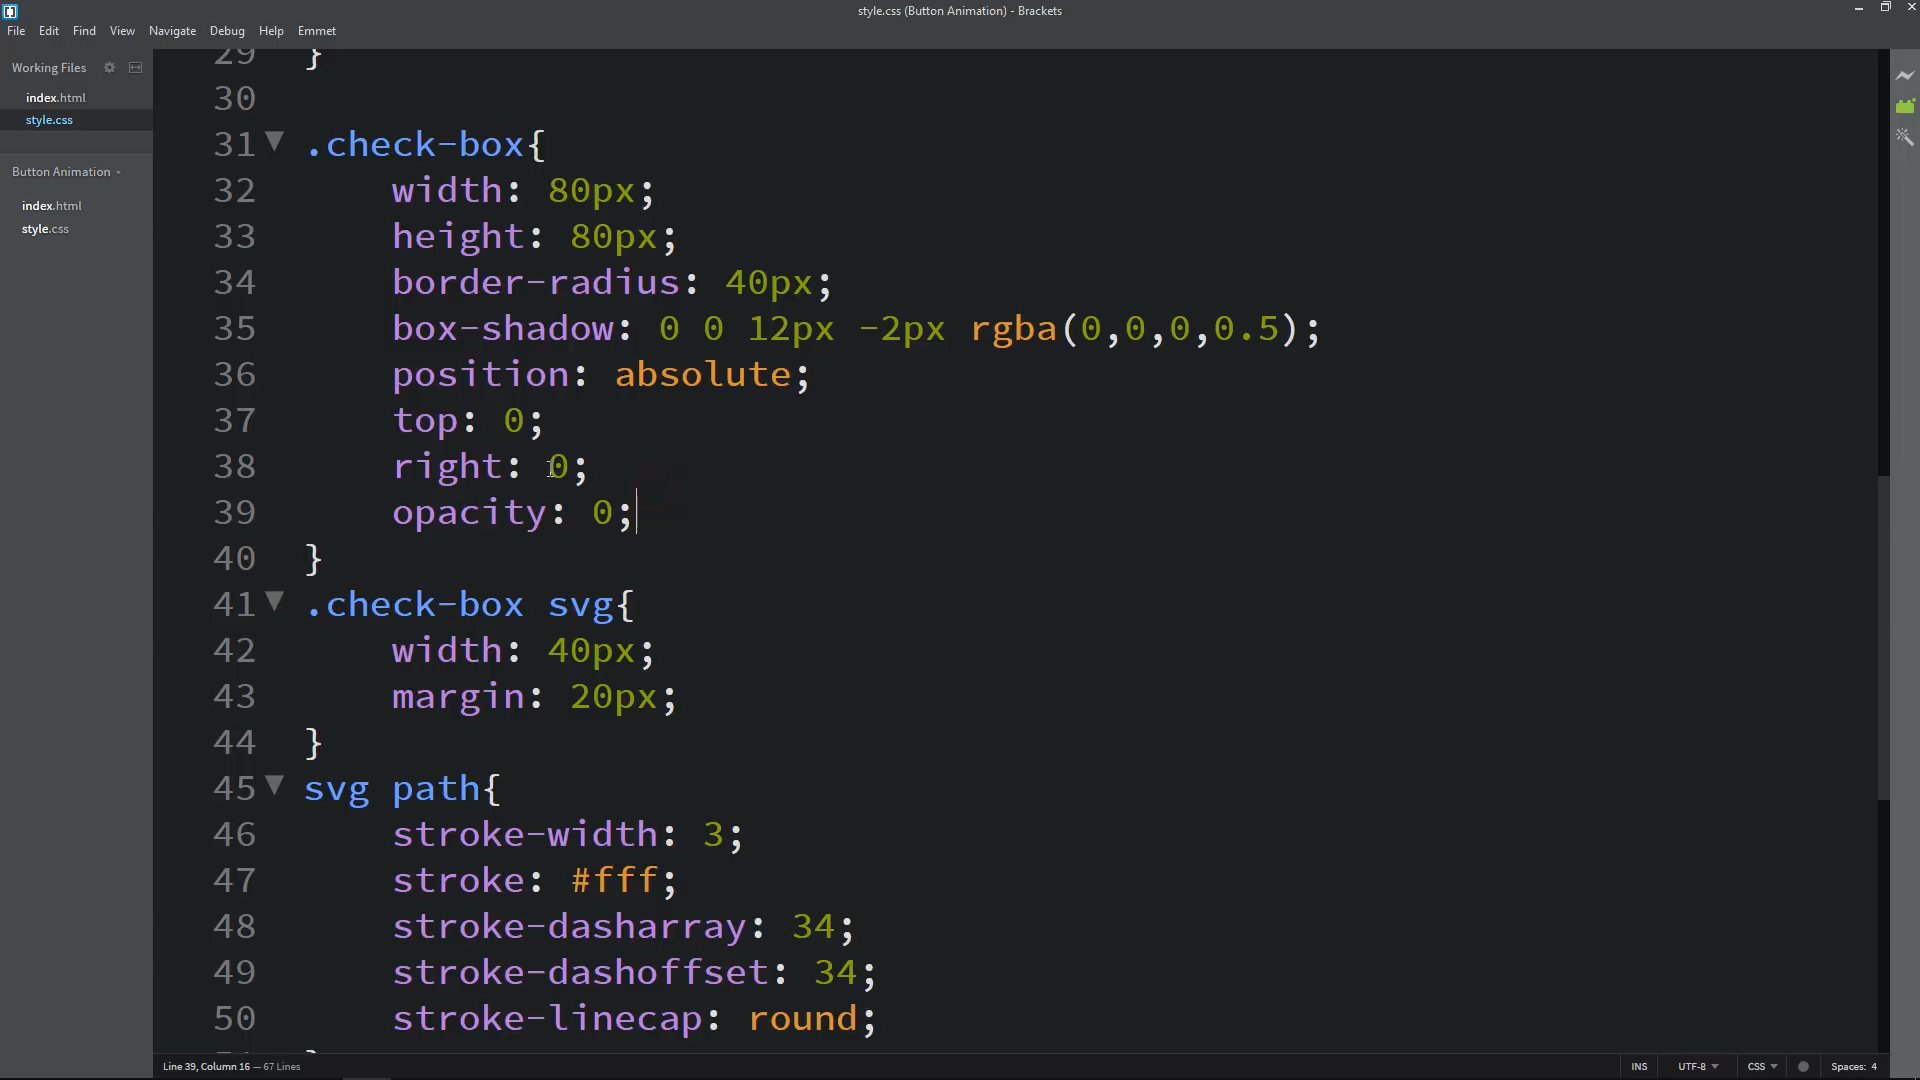 style.css (Button Animation) - Brackets
File Edit Find View Navigate Debug Help Emmet
Working Files
index.html
style.css
Button Animation
index.html
style.css
29 }
30
31 .check-box{
32 width: 80px;
33 height: 80px;
34 border-radius: 40px;
35 box-shadow: 0 0 12px -2px rgba(0,0,0,0.5);
36 position: absolute;
37 top: 0;
38 right: 0;
39 opacity: 0;
40 }
41 .check-box svg{
42 width: 40px;
43 margin: 20px;
44 }
45 svg path{
46 stroke-width: 3;
47 stroke: #fff;
48 stroke-dasharray: 34;
49 stroke-dashoffset: 34;
50 stroke-linecap: round;
Line 39, Column 16 — 67 Lines
INS UTF-8 CSS Spaces: 4